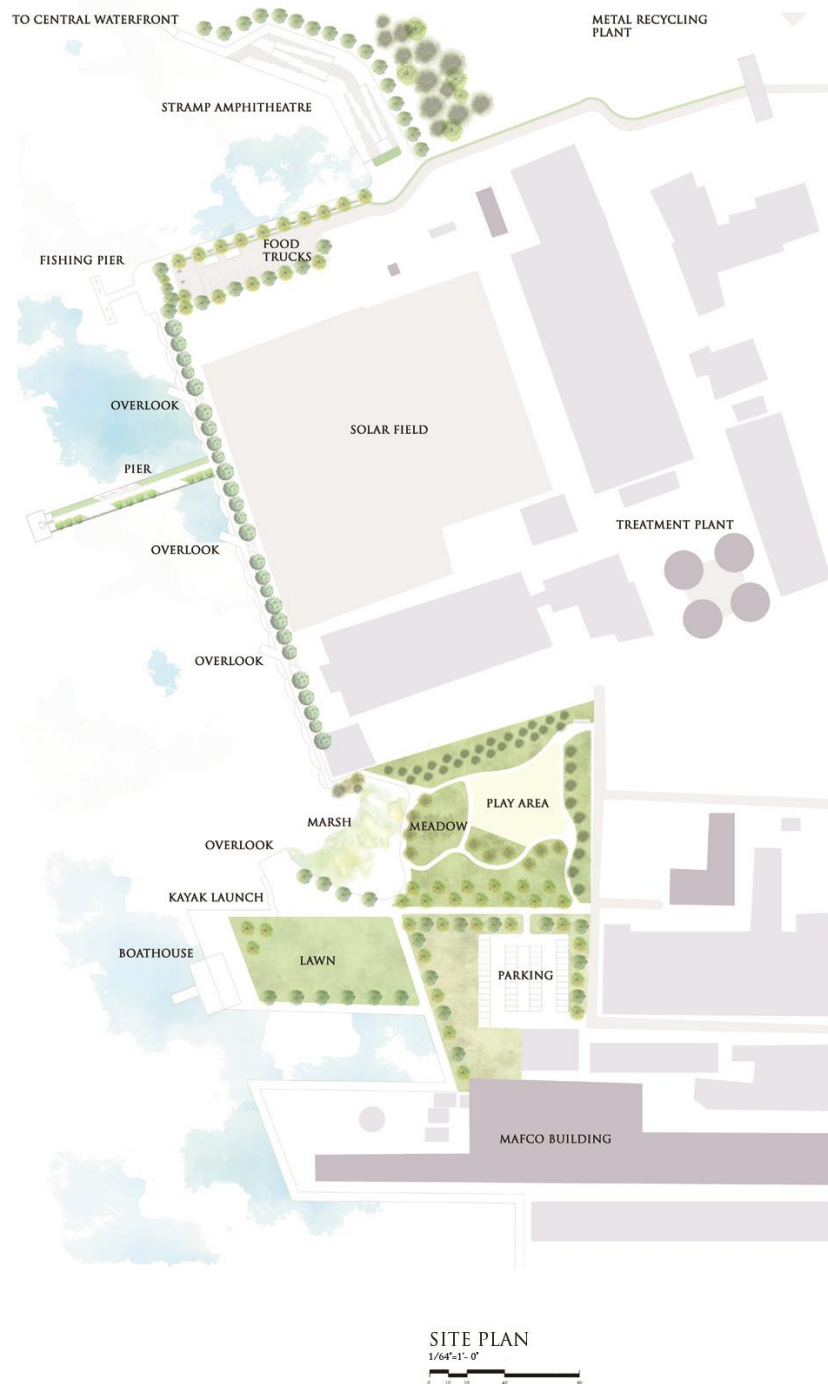 TO CENTRAL WATERFRONT
METAL RECYCLING
PLANT
STRAMP AMPHITHEATRE
FOOD
TRUCKS
FISHING PIER
OVERLOOK
SOLAR FIELD
PIER
TREATMENT PLANT
OVERLOOK
OVERLOOK
PLAY AREA
MARSH
MEADOW
OVERLOOK
KAYAK LAUNCH
BOATHOUSE
LAWN
PARKING
MAFCO BUILDING
SITE PLAN
1/64"=1'- 0"